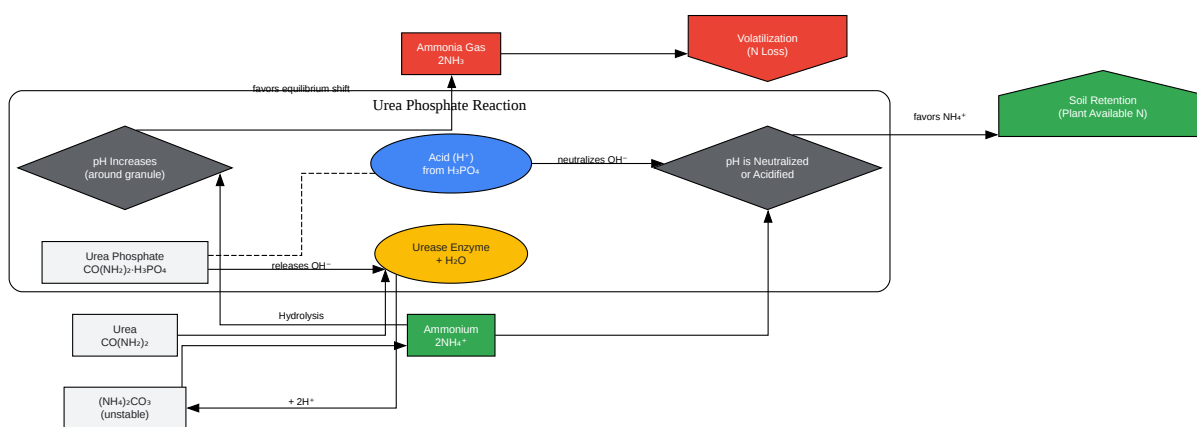 Ammonia Gas
2NH₃
Volatilization
(N Loss)
favors equilibrium shift
Urea Phosphate Reaction
Soil Retention
(Plant Available N)
favors NH₄⁺
pH Increases
(around granule)
Acid (H⁺)
from H₃PO₄
neutralizes OH⁻
pH is Neutralized
or Acidified
Urea Phosphate
CO(NH₂)₂·H₃PO₄
releases OH⁻
Urease Enzyme
+ H₂O
Hydrolysis
Urea
CO(NH₂)₂
Ammonium
2NH₄⁺
(NH₄)₂CO₃
(unstable)
+ 2H⁺